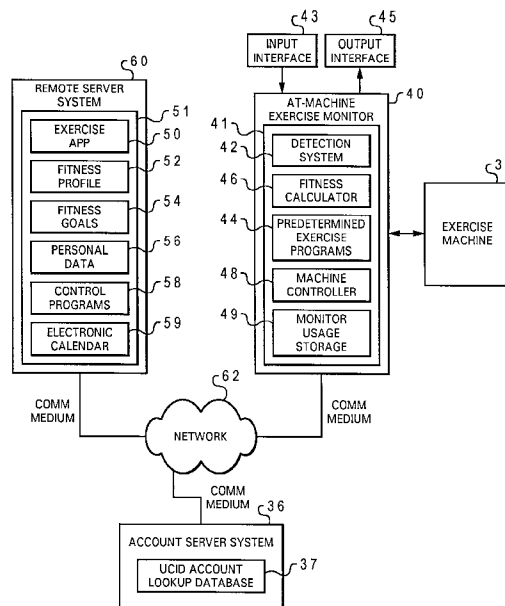 43
45
INPUT
INTERFACE
OUTPUT
INTERFACE
60
REMOTE SERVER
SYSTEM
51
EXERCISE
APP
50
FITNESS
PROFILE
52
FITNESS
GOALS
54
PERSONAL
DATA
56
CONTROL
PROGRAMS
58
ELECTRONIC
CALENDAR
59
40
AT-MACHINE
EXERCISE MONITOR
41
42
DETECTION
SYSTEM
46
FITNESS
CALCULATOR
44
PREDETERMINED
EXERCISE
PROGRAMS
48
MACHINE
CONTROLLER
49
MONITOR
USAGE
STORAGE
3
EXERCISE
MACHINE
COMM
MEDIUM
62
NETWORK
COMM
MEDIUM
COMM
MEDIUM
36
ACCOUNT SERVER SYSTEM
UCID ACCOUNT
LOOKUP DATABASE
37